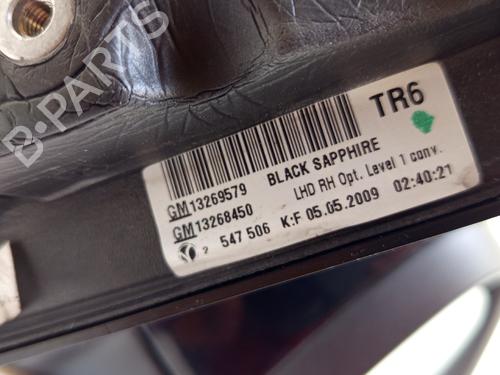 B-PARTS
TR6
GM13269579 BLACK SAPPHIRE
GM13268450 LHD RH Opt. Level 1 conv.
547 506 K:F 05.05.2009 02:40:21